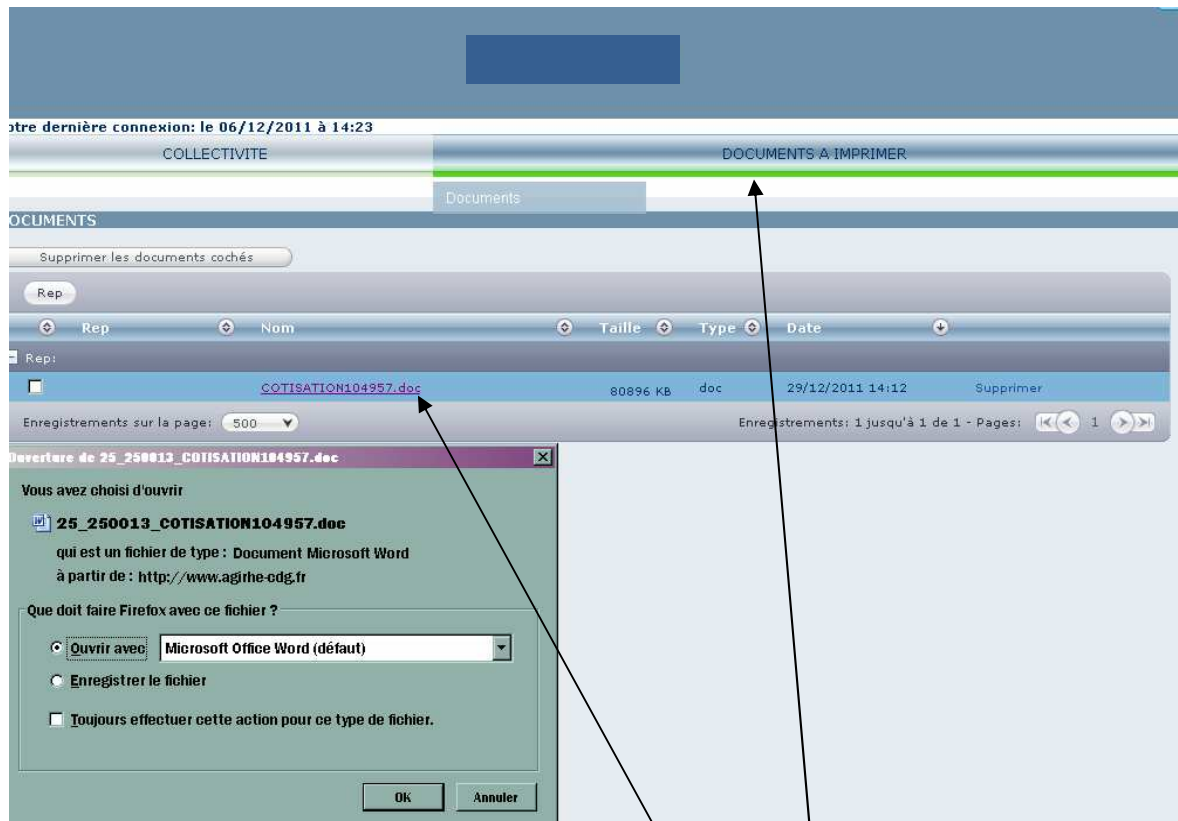 otre dernière connexion: le 06/12/2011 à 14:23
COLLECTIVITE DOCUMENTS A IMPRIMER
Documents
OCUMENTS
Supprimer les documents cochés
Rep
Rep Nom Taille Type Date
Rep:
COTISATION104957.doc 80896 KB doc 29/12/2011 14:12 Supprimer
Enregistrements sur la page: 500 Enregistrements: 1 jusqu'à 1 de 1 - Pages: 1
Ouverture de 25_250013_COTISATION104957.doc
Vous avez choisi d'ouvrir
25_250013_COTISATION104957.doc
qui est un fichier de type : Document Microsoft Word
à partir de : http://www.agirhe-cdg.fr
Que doit faire Firefox avec ce fichier ?
Ouvrir avec Microsoft Office Word (défaut)
Enregistrer le fichier
Toujours effectuer cette action pour ce type de fichier.
OK Annuler